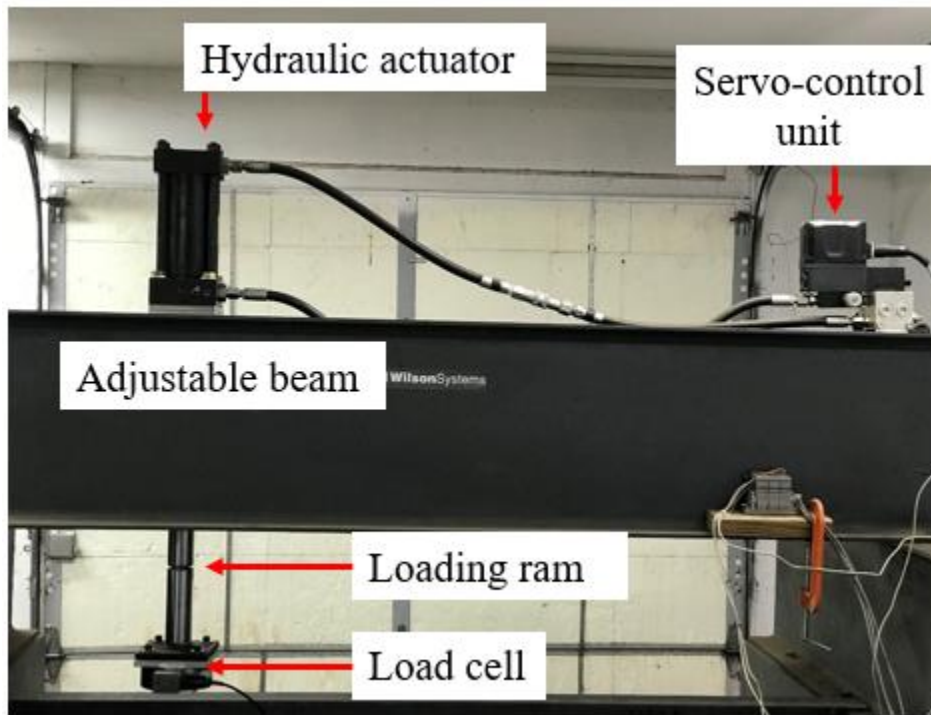 Hydraulic actuator
Servo-control
unit
Adjustable beam
WilsonSystems
Loading ram
Load cell